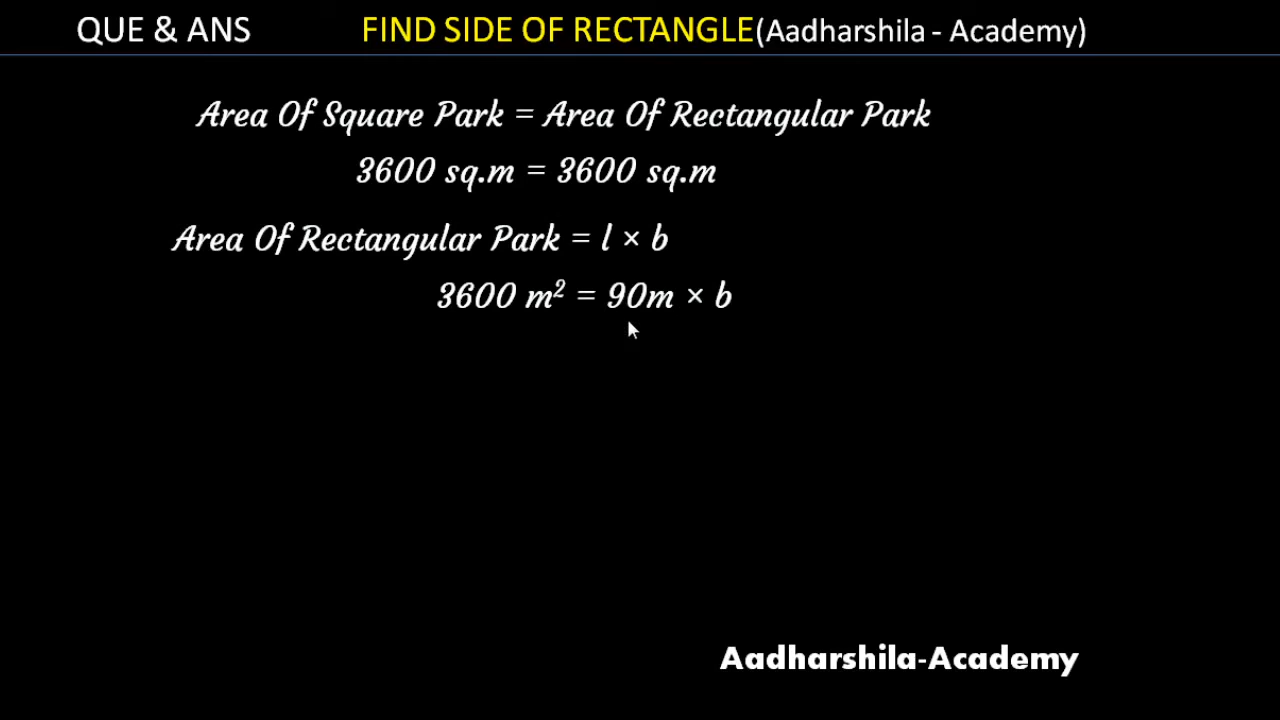 QUE & ANS FIND SIDE OF RECTANGLE(Aadharshila - Academy)
Area Of Square Park = Area Of Rectangular Park
3600 sq.m = 3600 sq.m
Area Of Rectangular Park = l × b
3600 m² = 90m × b
Aadharshila-Academy